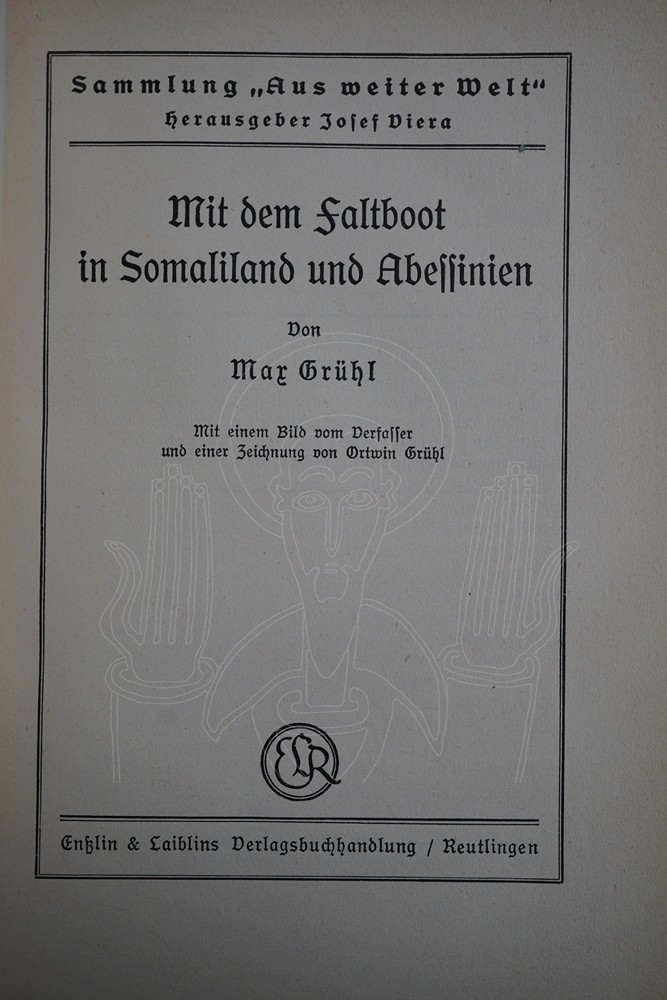 Sammlung „Aus weiter Welt“
Herausgeber Josef Viera
Mit dem Faltboot
in Somaliland und Abessinien
Von
Max Grühl
Mit einem Bild vom Verfasser
und einer Zeichnung von Ortwin Grühl
ELR
Enßlin & Laiblins Verlagsbuchhandlung / Reutlingen